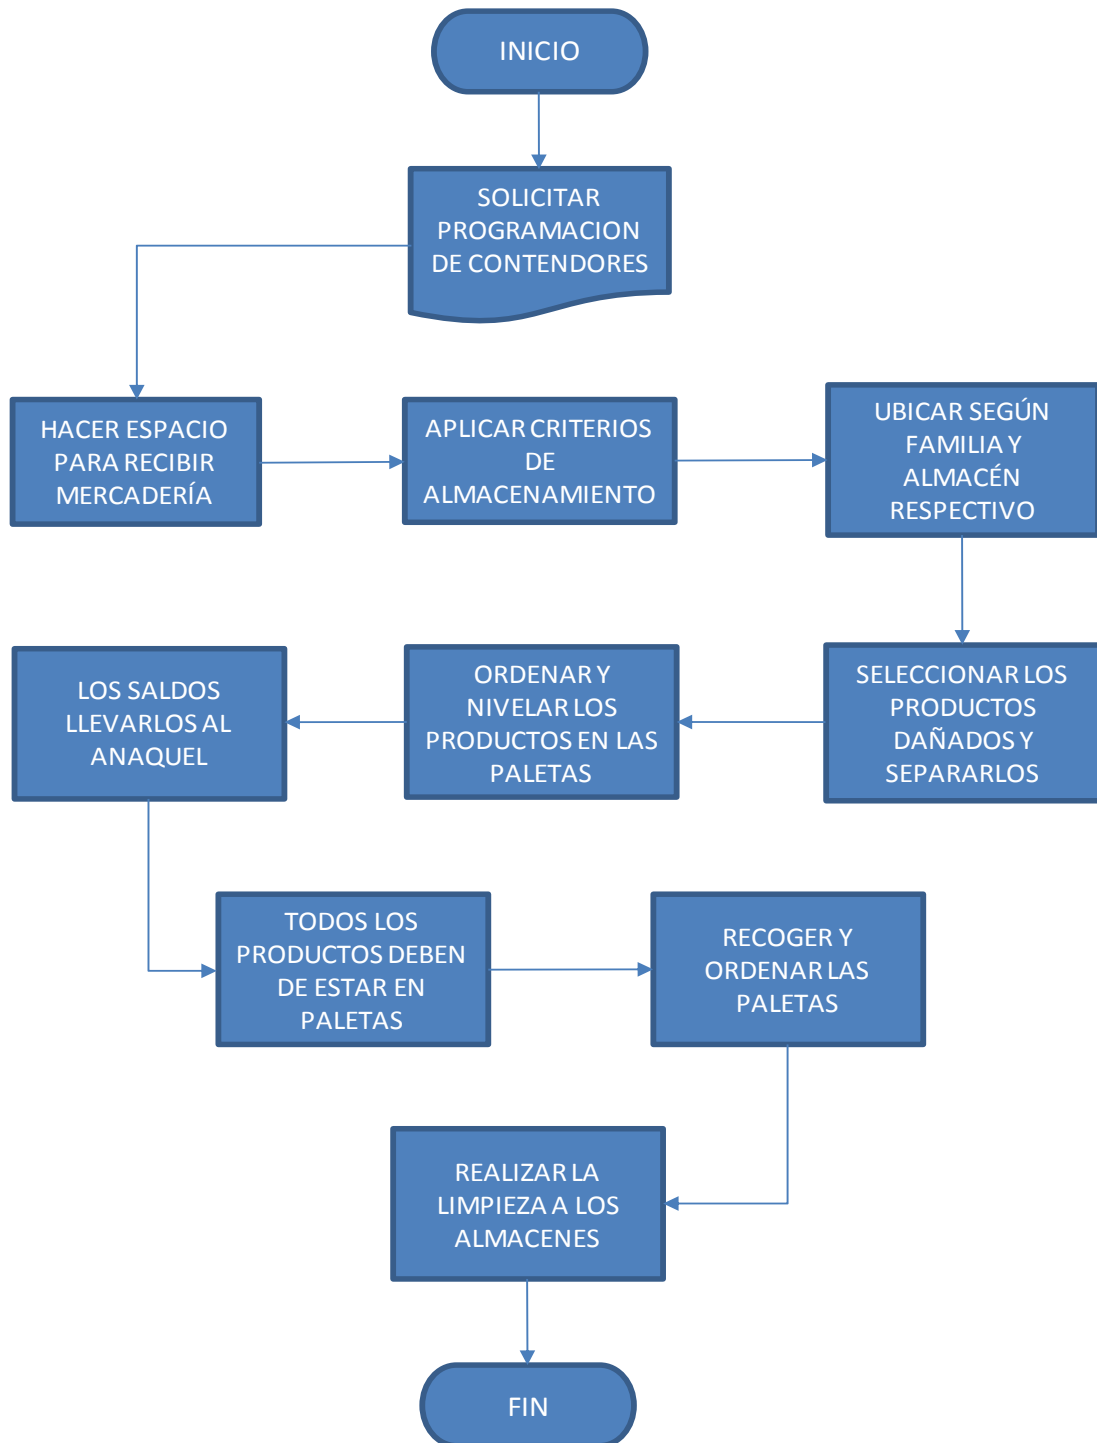 INICIO
SOLICITAR
PROGRAMACION
DE CONTENDORES
HACER ESPACIO
PARA RECIBIR
MERCADERÍA
APLICAR CRITERIOS
DE
ALMACENAMIENTO
UBICAR SEGÚN
FAMILIA Y
ALMACÉN
RESPECTIVO
SELECCIONAR LOS
PRODUCTOS
DAÑADOS Y
SEPARARLOS
ORDENAR Y
NIVELAR LOS
PRODUCTOS EN LAS
PALETAS
LOS SALDOS
LLEVARLOS AL
ANAQUEL
TODOS LOS
PRODUCTOS DEBEN
DE ESTAR EN
PALETAS
RECOGER Y
ORDENAR LAS
PALETAS
REALIZAR LA
LIMPIEZA A LOS
ALMACENES
FIN